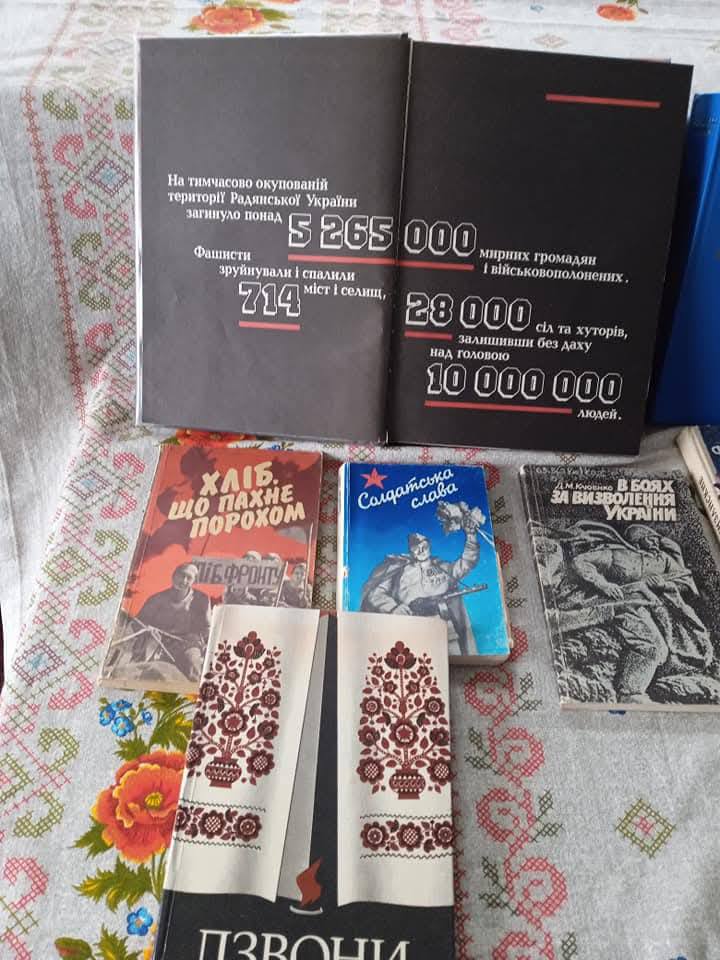 На тимчасово окупованій
території Радянської України
загинуло понад 5 265 000 мирних громадян
і військовополонених.
Фашисти
зруйнували і спалили
714 міст і селищ, 28 000 сіл та хуторів,
залишивши без даху
над головою
10 000 000
людей.
ХЛІБ,
ЩО ПАХНЕ
ПОРОХОМ
ХЛІБ ФРОНТУ
Солдатська
слава
Д. М. Клюенко
В БОЯХ
ЗА ВИЗВОЛЕННЯ
УКРАЇНИ
ДЗВОНИ